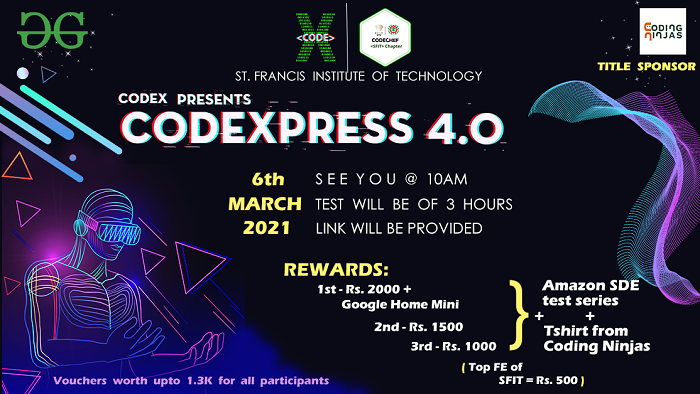 <CODE>
CODECHEF
<SFIT> Chapter
CODING
NINJAS
TITLE SPONSOR
ST. FRANCIS INSTITUTE OF TECHNOLOGY
CODEX PRESENTS
CODEXPRESS 4.0
6th SEE YOU @ 10AM
MARCH TEST WILL BE OF 3 HOURS
2021 LINK WILL BE PROVIDED
REWARDS:
1st - Rs. 2000 +
Google Home Mini
2nd - Rs. 1500
3rd - Rs. 1000
}
Amazon SDE
test series
+ +
Tshirt from
Coding Ninjas
( Top FE of
SFIT = Rs. 500 )
Vouchers worth upto 1.3K for all participants